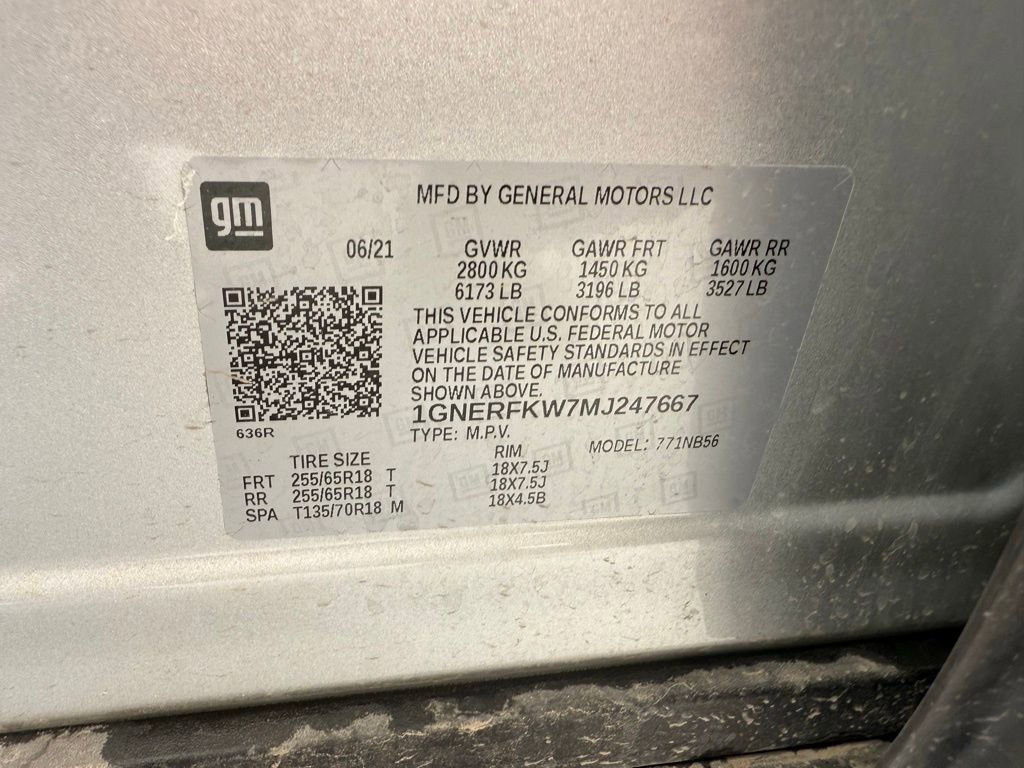 gm
MFD BY GENERAL MOTORS LLC
06/21 GVWR GAWR FRT GAWR RR
2800 KG 1450 KG 1600 KG
6173 LB 3196 LB 3527 LB
THIS VEHICLE CONFORMS TO ALL
APPLICABLE U.S. FEDERAL MOTOR
VEHICLE SAFETY STANDARDS IN EFFECT
ON THE DATE OF MANUFACTURE
SHOWN ABOVE.
636R
1GNERFKW7MJ247667
TYPE: M.P.V. MODEL: 771NB56
TIRE SIZE RIM
FRT 255/65R18 T 18X7.5J
RR 255/65R18 T 18X7.5J
SPA T135/70R18 M 18X4.5B